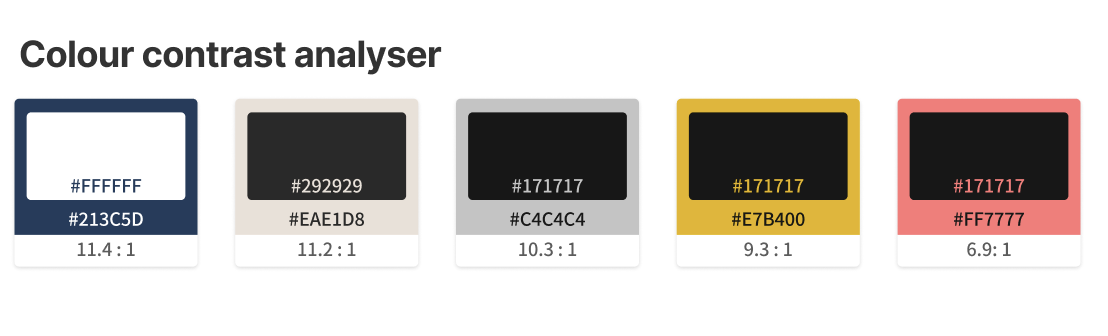 Colour contrast analyser
#FFFFFF
#213C5D
11.4 : 1
#292929
#EAE1D8
11.2 : 1
#171717
#C4C4C4
10.3 : 1
#171717
#E7B400
9.3 : 1
#171717
#FF7777
6.9: 1